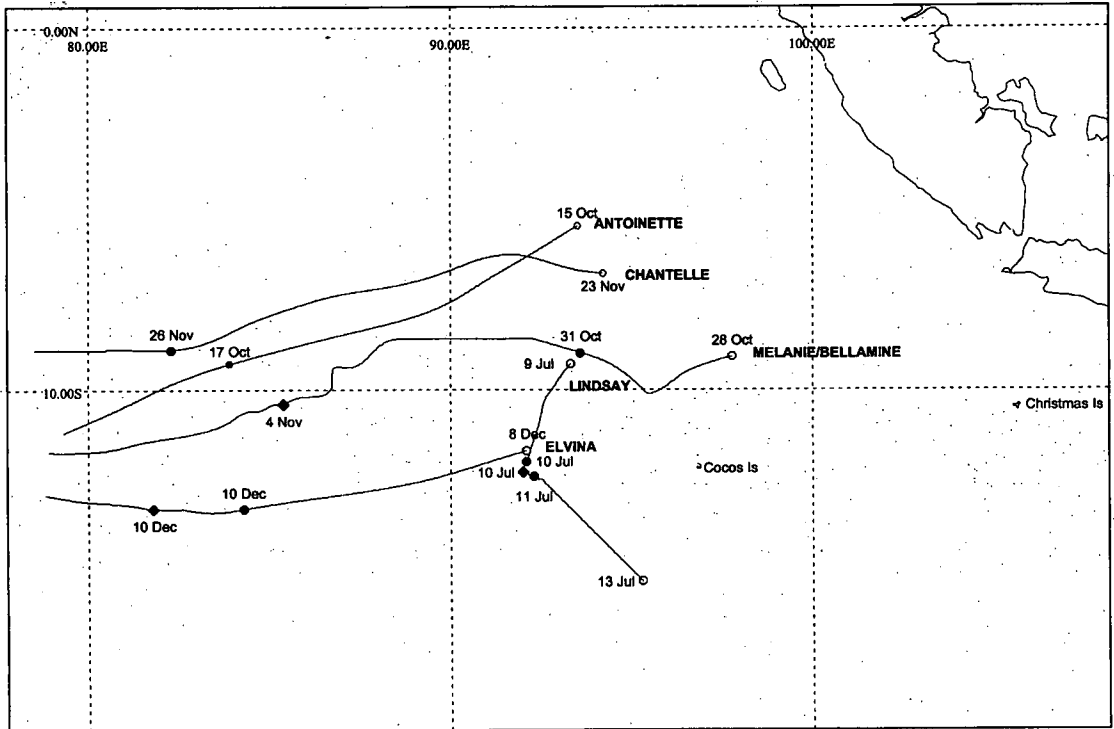 0.00N
80.00E
90.00E
100.00E
15 Oct
ANTOINETTE
CHANTELLE
23 Nov
26 Nov
17 Oct
31 Oct
28 Oct
MELANIE/BELLAMINE
9 Jul
LINDSAY
10.00S
Christmas Is
4 Nov
8 Dec
ELVINA
10 Jul
10 Jul
Cocos Is
11 Jul
10 Dec
10 Dec
13 Jul